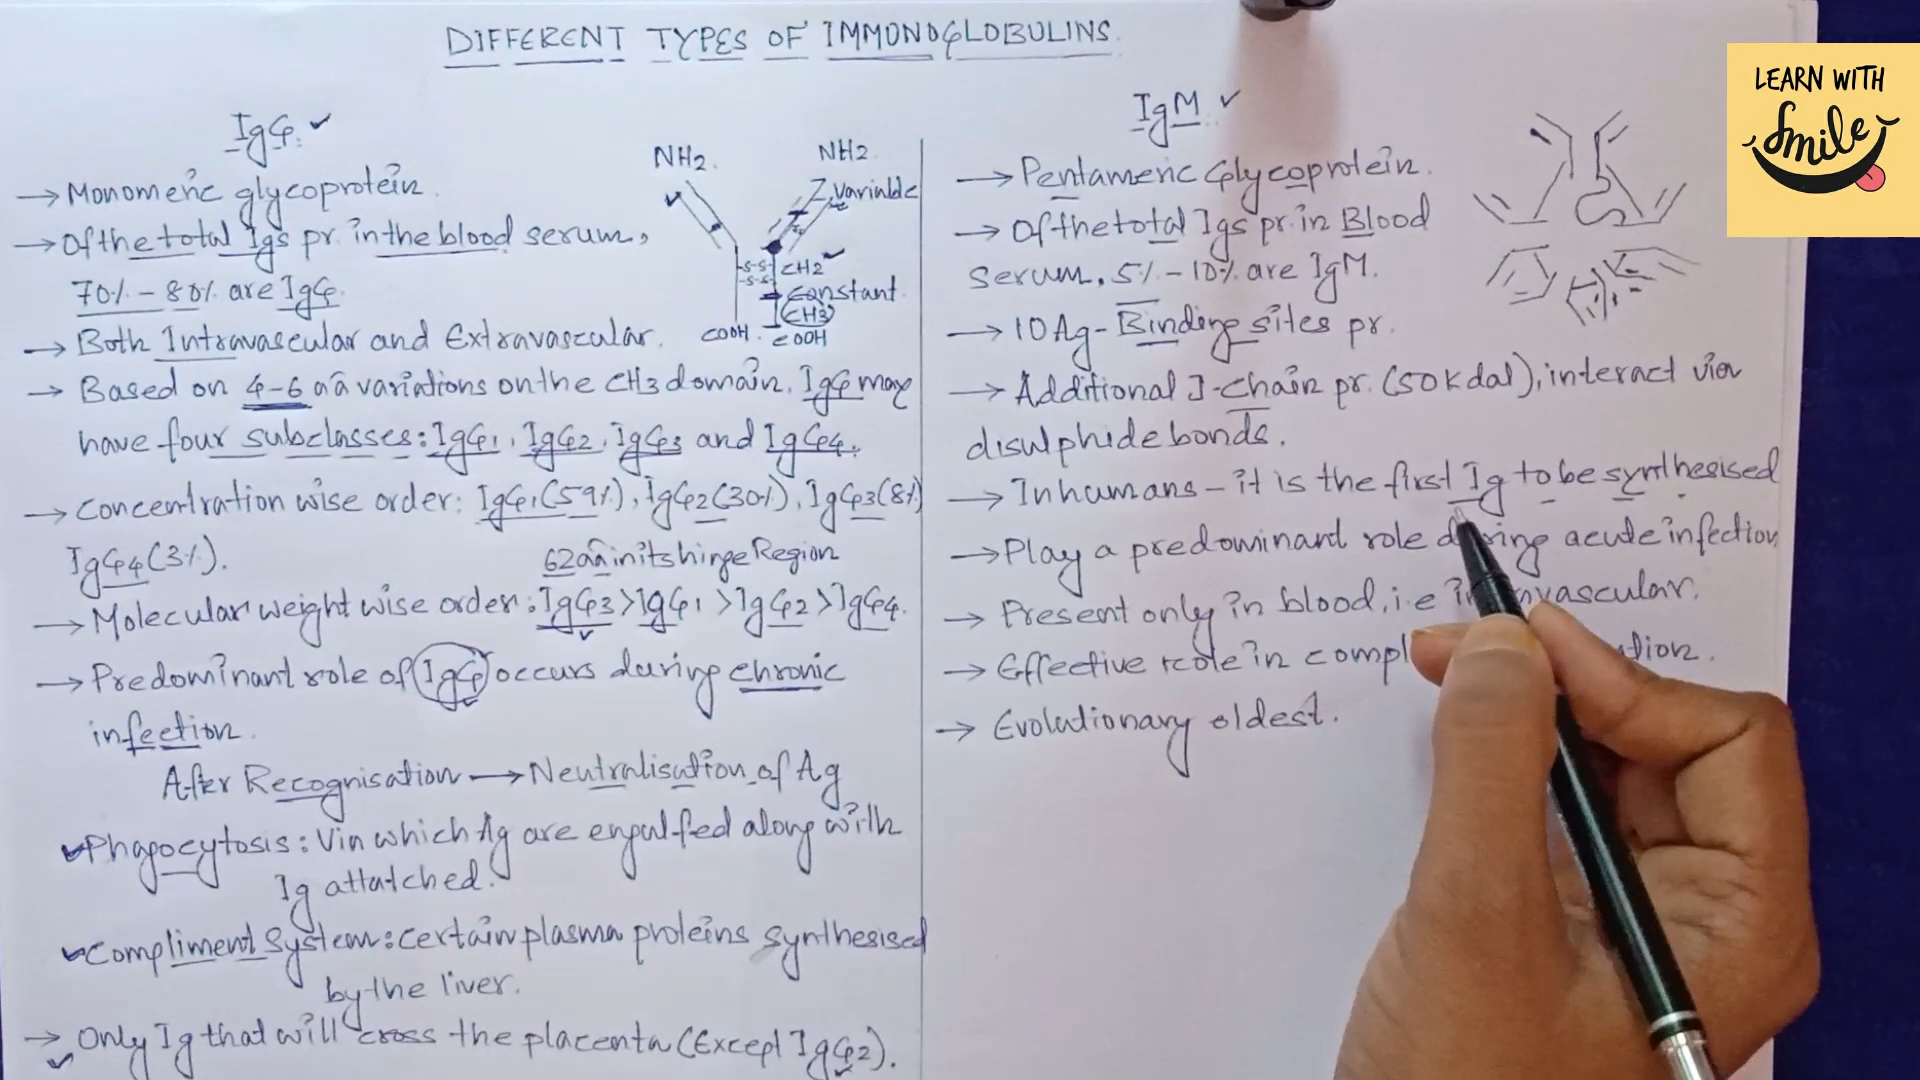 DIFFERENT TYPES OF IMMONOGLOBULINS.
LEARN WITH
Smile
IgG.
→ Monomeric glycoprotein.
→ Of the total Igs pr. in the blood serum,
70% - 80% are IgG.
→ Both Intravascular and Extravascular.
→ Based on 4-6 aa variations on the CH3 domain, IgG may
have four subclasses: IgG1, IgG2, IgG3 and IgG4.
→ Concentration wise order: IgG1(59%), IgG2(30%), IgG3(8%)
IgG4(3%).
62 aa in its hinge Region
→ Molecular weight wise order: IgG3 > IgG1 > IgG2 > IgG4.
→ Predominant role of IgG occurs during chronic
infection.
After Recognisation → Neutralisation of Ag
Phagocytosis: Via which Ag are engulfed along with
Ig attatched.
Compliment System: certain plasma proteins synthesised
by the liver.
→ Only Ig that will cross the placenta (Except IgG2).
NH2. NH2
variable
S-S CH2
S-S
constant
CH3
COOH COOH
IgM
→ Pentameric Glycoprotein.
→ Of the total Igs pr. in Blood
serum, 5% - 10% are IgM.
→ 10 Ag-Binding sites pr.
→ Additional J-chain pr. (50kdal), interact via
disulphide bonds.
→ In humans - it is the first Ig to be synthesised
→ Play a predominant role during acute infection
→ Present only in blood, i.e
→ Effective role in
→ Evolutionary oldest.